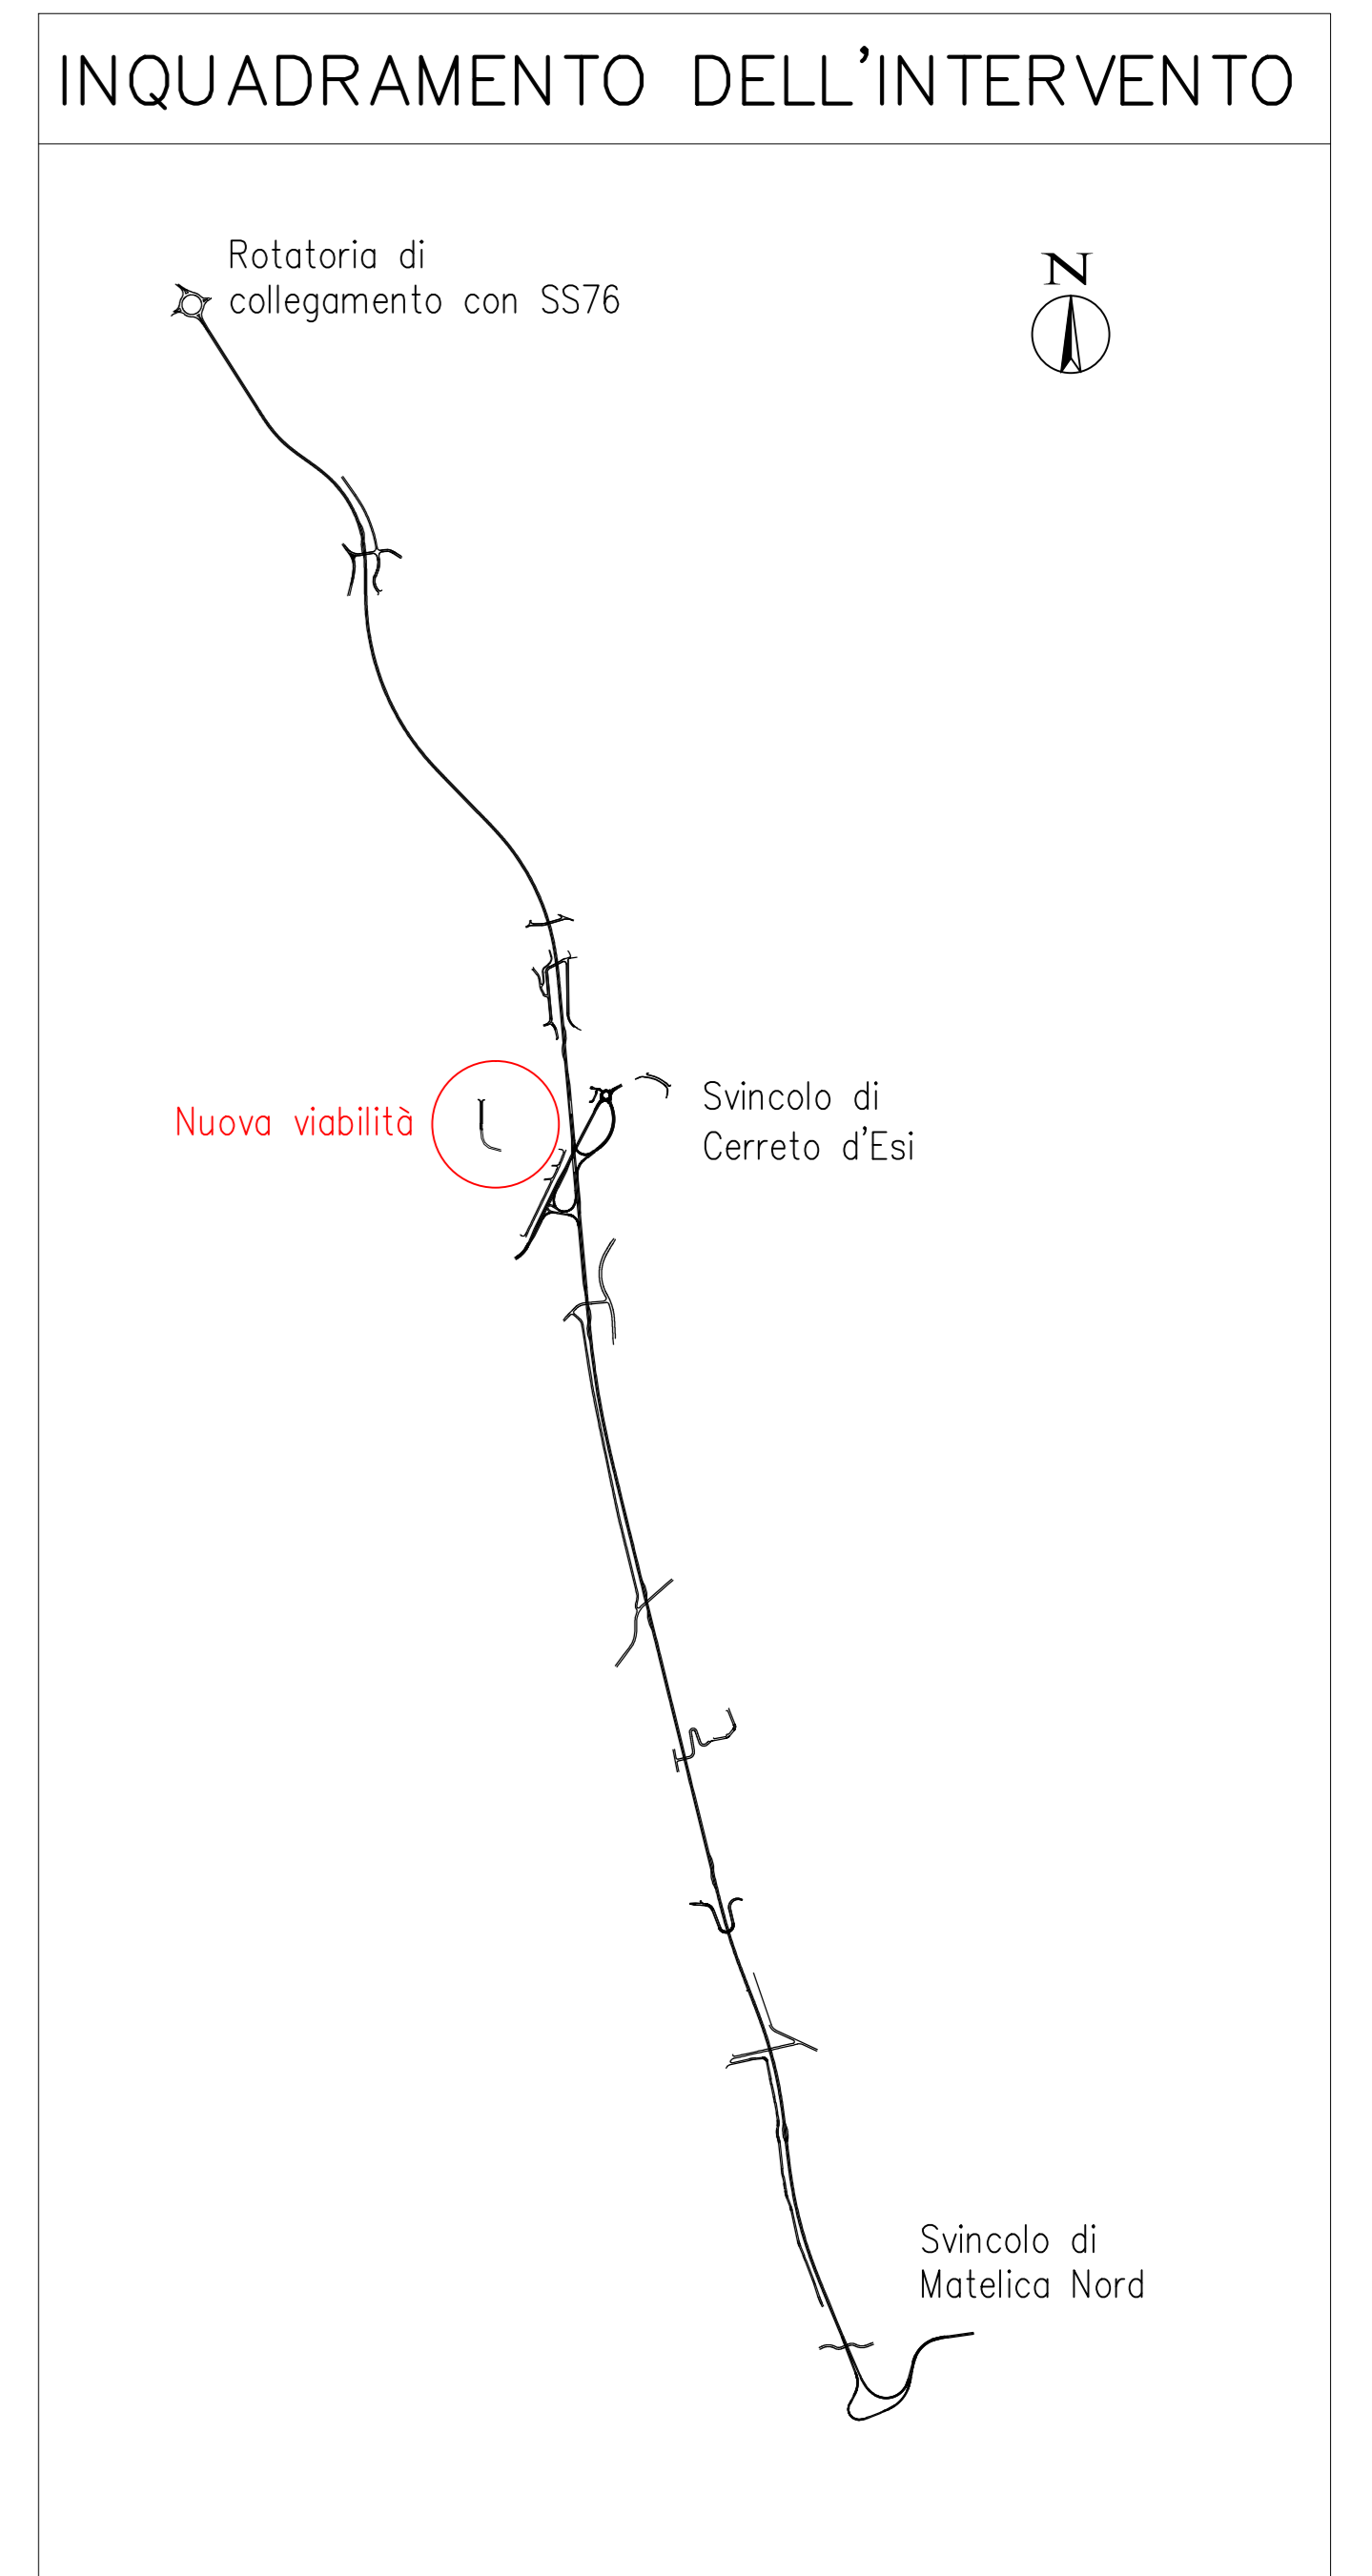 INQUADRAMENTO DELL'INTERVENTO
Rotatoria di
collegamento con SS76
N
Nuova viabilità
Svincolo di
Cerreto d'Esi
Svincolo di
Matelica Nord